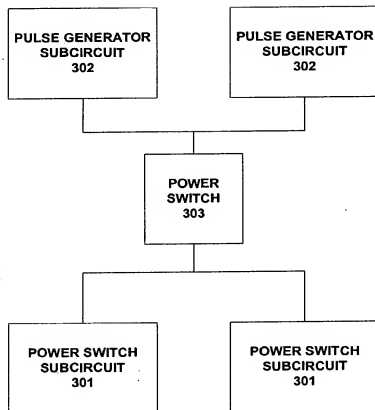 PULSE GENERATOR
SUBCIRCUIT
302
PULSE GENERATOR
SUBCIRCUIT
302
POWER
SWITCH
303
POWER SWITCH
SUBCIRCUIT
301
POWER SWITCH
SUBCIRCUIT
301